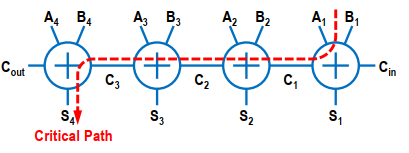 A4 B4 A3 B3 A2 B2 A1 B1
Cout C3 C2 C1 Cin
S4 S3 S2 S1
Critical Path